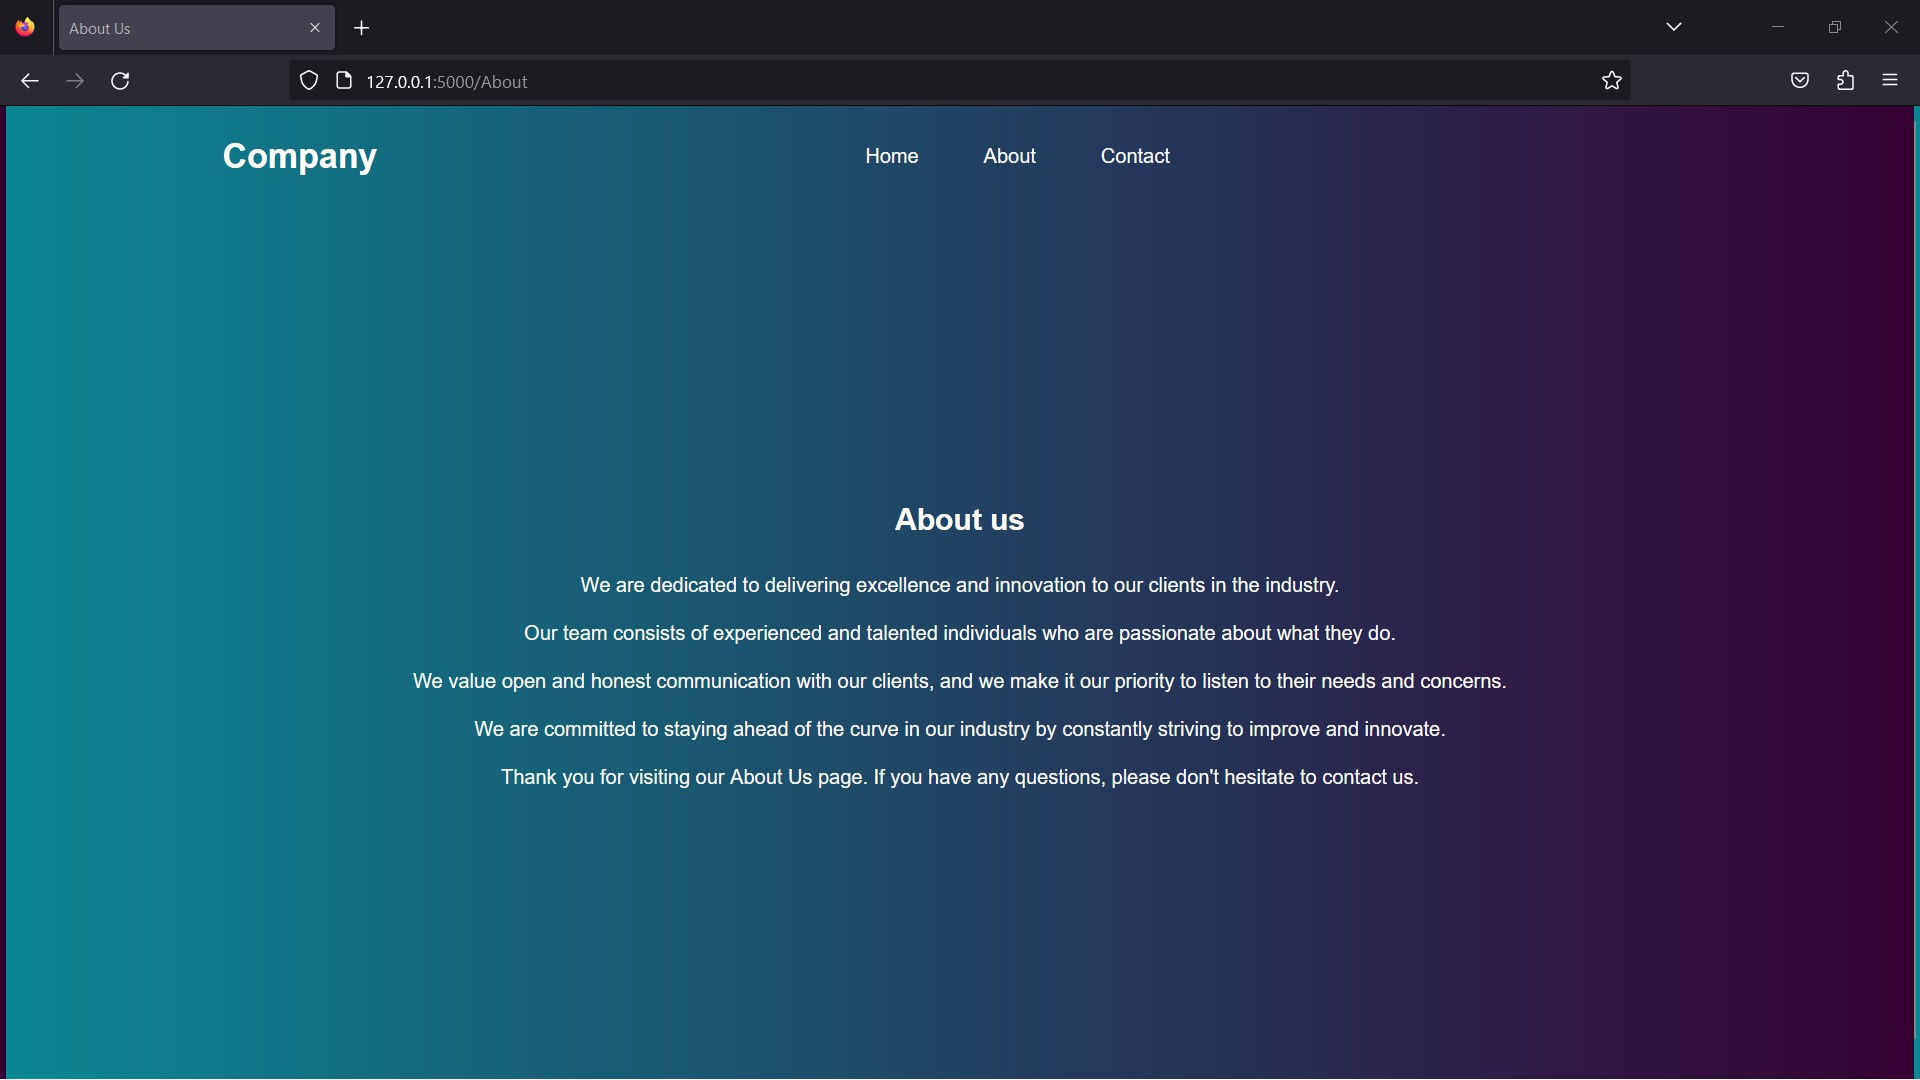 About Us
127.0.0.1:5000/About
Company
Home About Contact
About us
We are dedicated to delivering excellence and innovation to our clients in the industry.
Our team consists of experienced and talented individuals who are passionate about what they do.
We value open and honest communication with our clients, and we make it our priority to listen to their needs and concerns.
We are committed to staying ahead of the curve in our industry by constantly striving to improve and innovate.
Thank you for visiting our About Us page. If you have any questions, please don't hesitate to contact us.